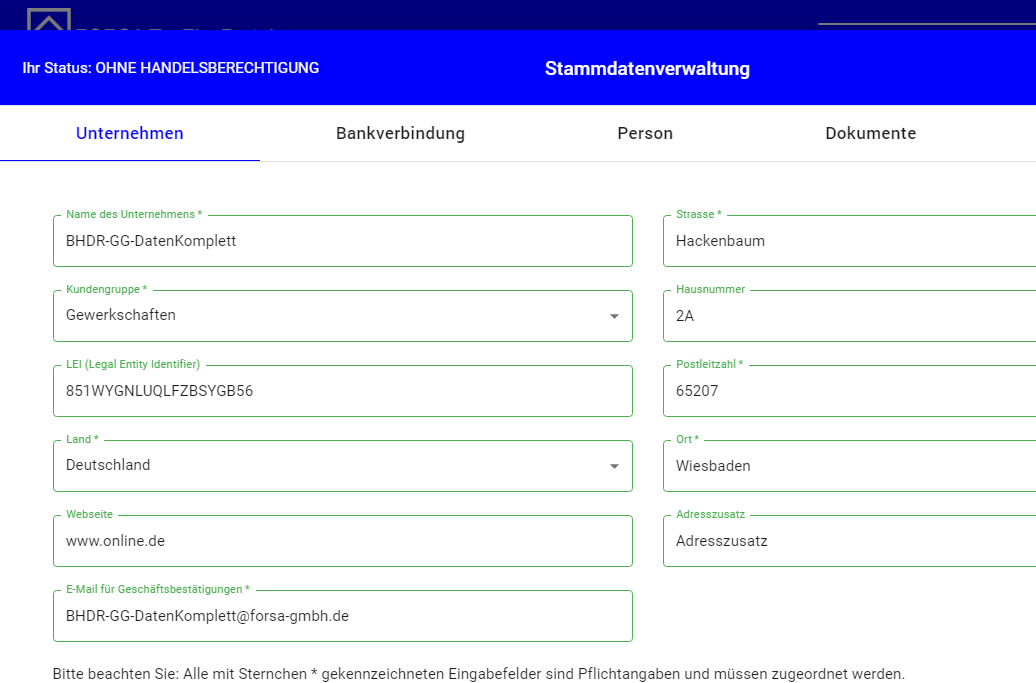 Ihr Status: OHNE HANDELSBERECHTIGUNG
Stammdatenverwaltung
Unternehmen
Bankverbindung
Person
Dokumente
Name des Unternehmens *
BHDR-GG-DatenKomplett
Strasse *
Hackenbaum
Kundengruppe *
Gewerkschaften
Hausnummer
2A
LEI (Legal Entity Identifier)
851WYGNLUQLFZBSYGB56
Postleitzahl *
65207
Land *
Deutschland
Ort *
Wiesbaden
Webseite
www.online.de
Adresszusatz
Adresszusatz
E-Mail für Geschäftsbestätigungen *
BHDR-GG-DatenKomplett@forsa-gmbh.de
Bitte beachten Sie: Alle mit Sternchen * gekennzeichneten Eingabefelder sind Pflichtangaben und müssen zugeordnet werden.